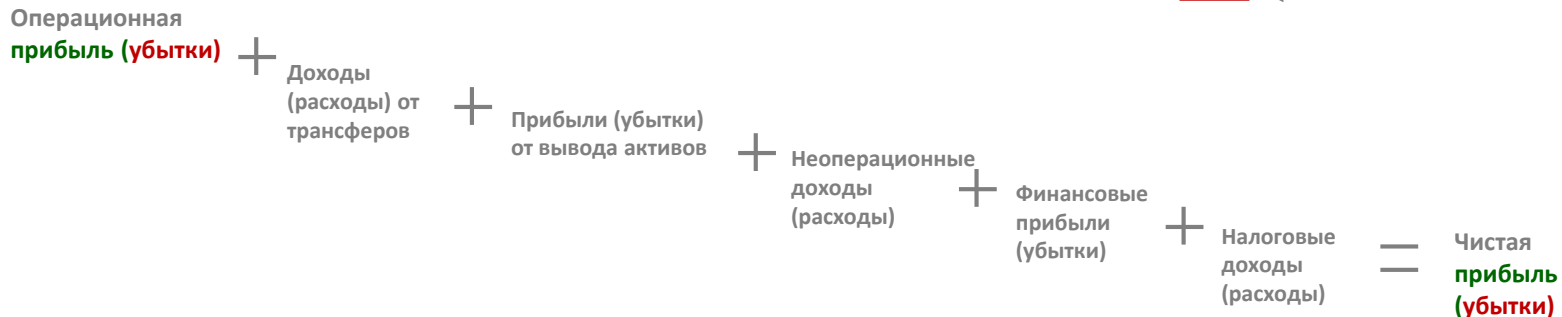 Операционная
прибыль (убытки)
+
Доходы
(расходы) от
трансферов
+
Прибыли (убытки)
от вывода активов
+
Неоперационные
доходы
(расходы)
+
Финансовые
прибыли
(убытки)
+
Налоговые
доходы
(расходы)
=
Чистая
прибыль
(убытки)